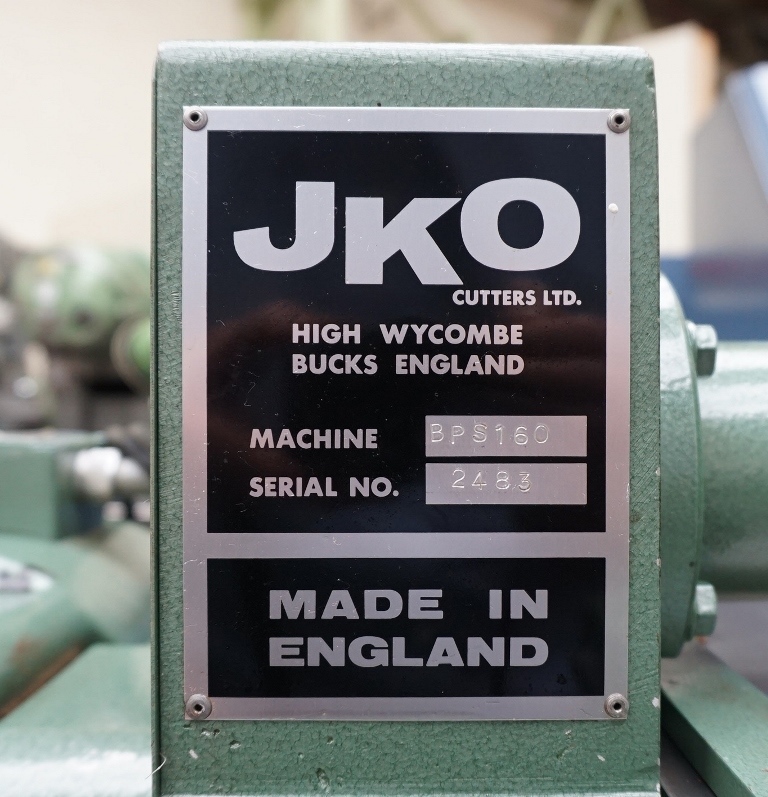 JKO
CUTTERS LTD.
HIGH WYCOMBE
BUCKS ENGLAND
MACHINE BPS160
SERIAL NO. 2483
MADE IN
ENGLAND